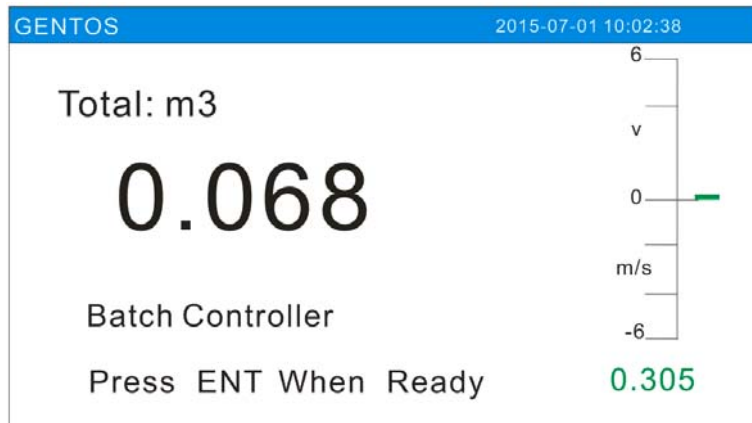 GENTOS 2015-07-01 10:02:38
6
Total: m3
v
0.068
0
m/s
Batch Controller
-6
Press ENT When Ready 0.305